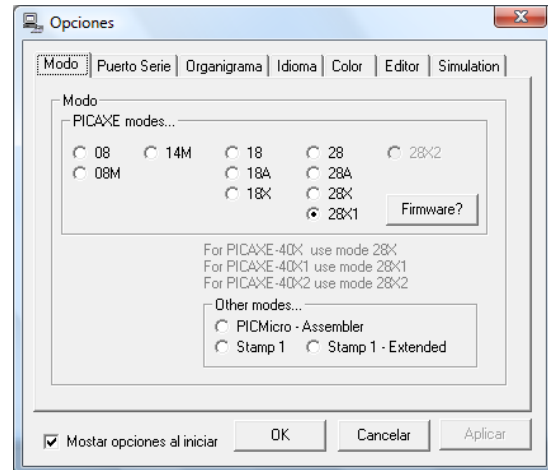 Opciones
Modo Puerto Serie Organigrama Idioma Color Editor Simulation
Modo
PICAXE modes...
08 14M 18 28 28X2
08M 18A 28A
18X 28X
28X1 Firmware?
For PICAXE-40X use mode 28X
For PICAXE-40X1 use mode 28X1
For PICAXE-40X2 use mode 28X2
Other modes...
PICMicro - Assembler
Stamp 1 Stamp 1 - Extended
Mostar opciones al iniciar OK Cancelar Aplicar